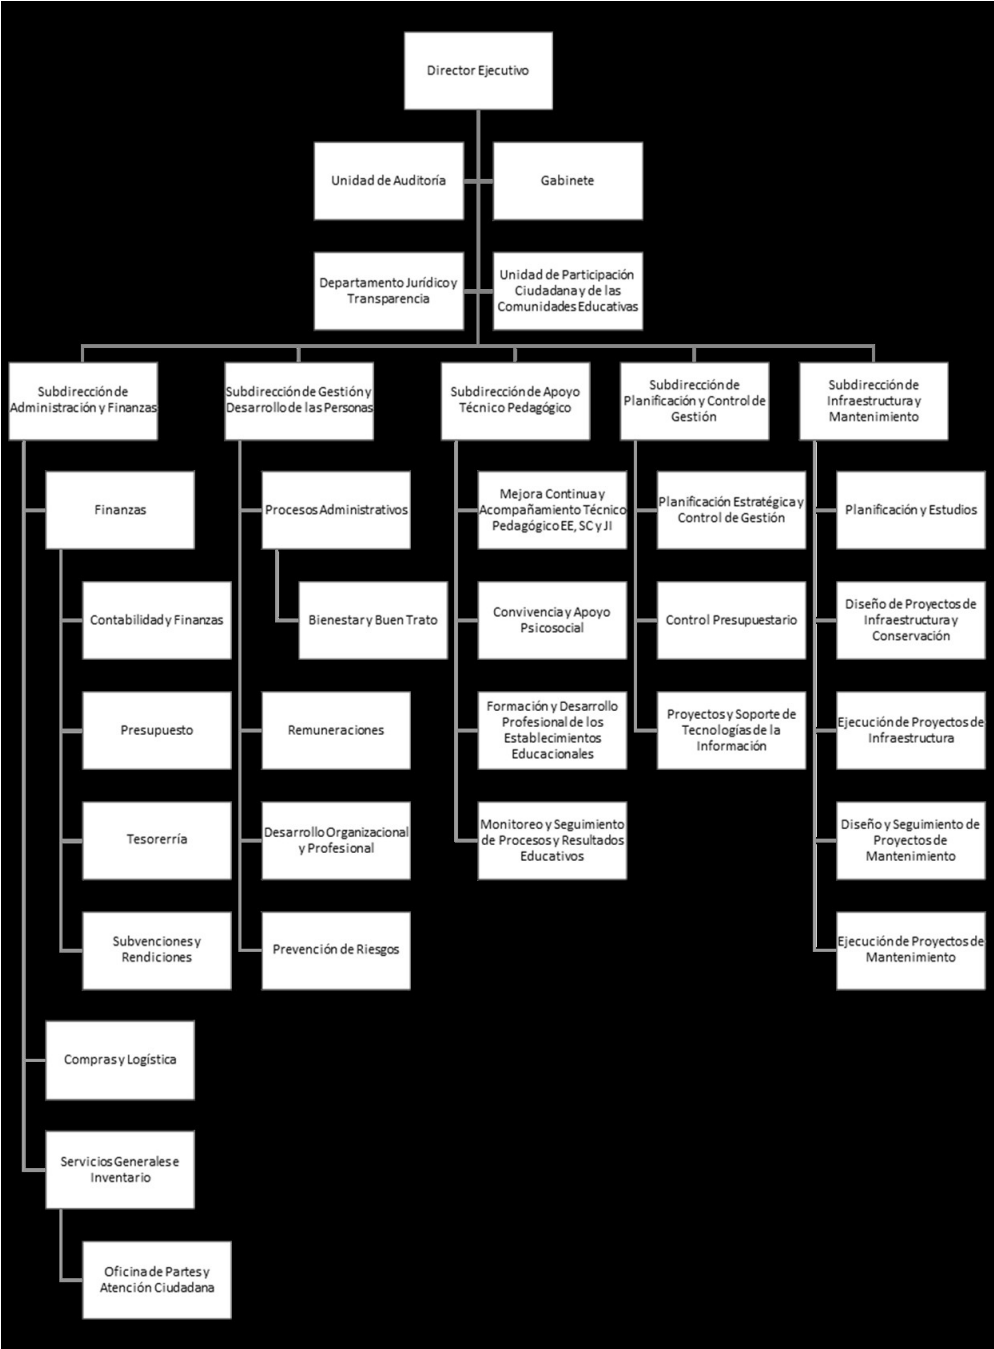 Director Ejecutivo
Unidad de Auditoría
Gabinete
Departamento Jurídico y
Transparencia
Unidad de Participación
Ciudadana y de las
Comunidades Educativas
Subdirección de
Administración y Finanzas
Subdirección de Gestión y
Desarrollo de las Personas
Subdirección de Apoyo
Técnico Pedagógico
Subdirección de
Planificación y Control de
Gestión
Subdirección de
Infraestructura y
Mantenimiento
Finanzas
Contabilidad y Finanzas
Presupuesto
Tesorerría
Subvenciones y
Rendiciones
Compras y Logística
Servicios Generales e
Inventario
Oficina de Partes y
Atención Ciudadana
Procesos Administrativos
Bienestar y Buen Trato
Remuneraciones
Desarrollo Organizacional
y Profesional
Prevención de Riesgos
Mejora Continua y
Acompañamiento Técnico
Pedagógico EE, SC y JI
Convivencia y Apoyo
Psicosocial
Formación y Desarrollo
Profesional de los
Establecimientos
Educacionales
Monitoreo y Seguimiento
de Procesos y Resultados
Educativos
Planificación Estratégica y
Control de Gestión
Control Presupuestario
Proyectos y Soporte de
Tecnologías de la
Información
Planificación y Estudios
Diseño de Proyectos de
Infraestructura y
Conservación
Ejecución de Proyectos de
Infraestructura
Diseño y Seguimiento de
Proyectos de
Mantenimiento
Ejecución de Proyectos de
Mantenimiento